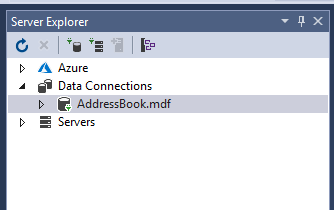 Server Explorer
Azure
Data Connections
AddressBook.mdf
Servers